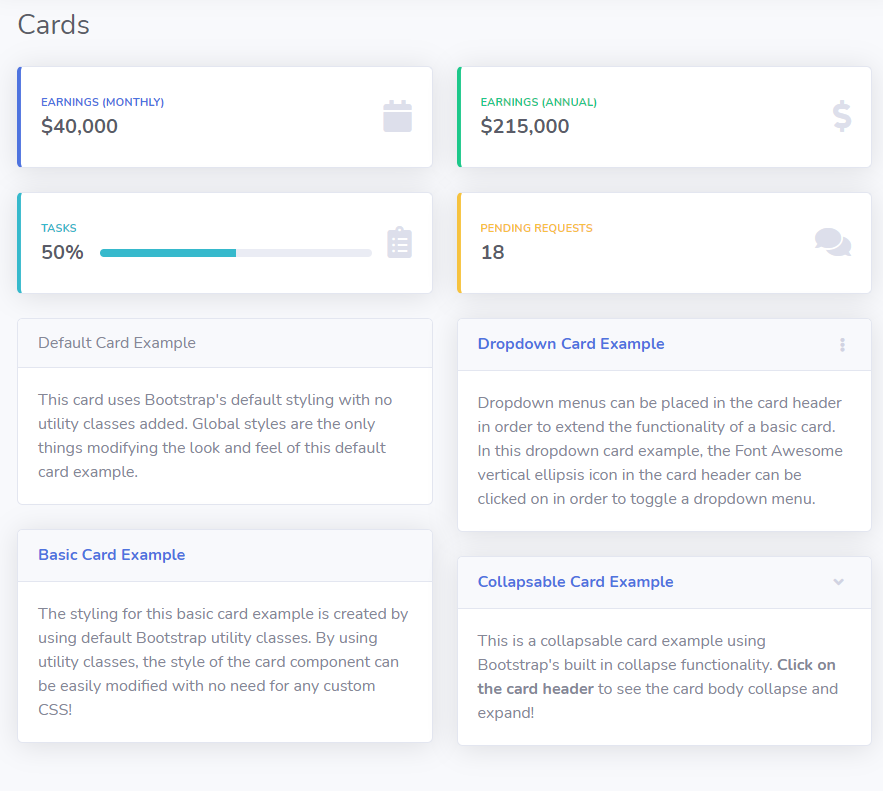 Cards
EARNINGS (MONTHLY)
$40,000
EARNINGS (ANNUAL)
$215,000
TASKS
50%
PENDING REQUESTS
18
Default Card Example
This card uses Bootstrap's default styling with no
utility classes added. Global styles are the only
things modifying the look and feel of this default
card example.
Basic Card Example
The styling for this basic card example is created by
using default Bootstrap utility classes. By using
utility classes, the style of the card component can
be easily modified with no need for any custom
CSS!
Dropdown Card Example
Dropdown menus can be placed in the card header
in order to extend the functionality of a basic card.
In this dropdown card example, the Font Awesome
vertical ellipsis icon in the card header can be
clicked on in order to toggle a dropdown menu.
Collapsable Card Example
This is a collapsable card example using
Bootstrap's built in collapse functionality. Click on
the card header to see the card body collapse and
expand!